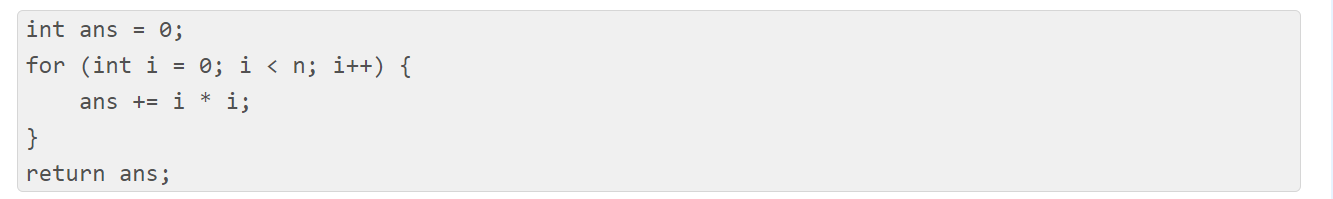 int ans = 0;
for (int i = 0; i < n; i++) {
    ans += i * i;
}
return ans;